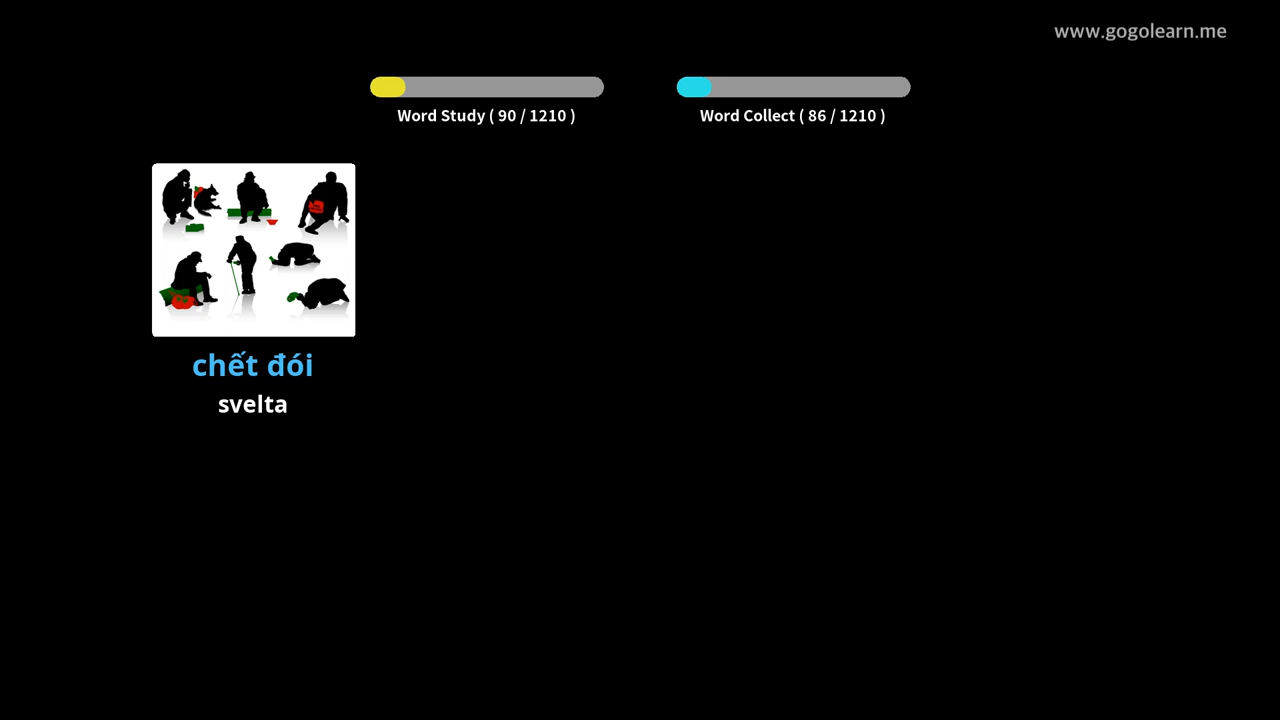 www.gogolearn.me
Word Study ( 90 / 1210 )
Word Collect ( 86 / 1210 )
chết đói
svelta